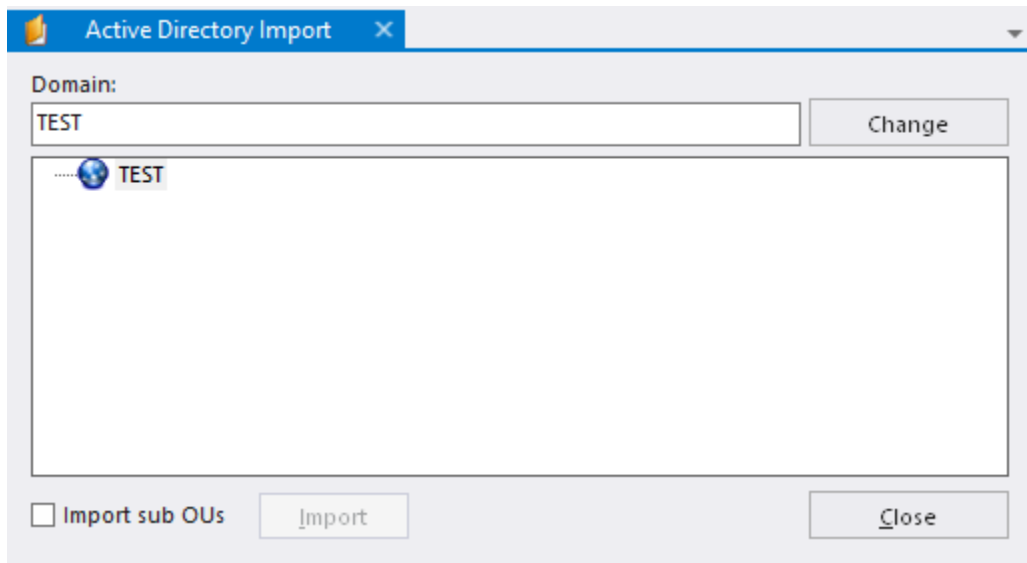 Active Directory Import
Domain:
TEST
Change
TEST
Import sub OUs
Import
Close